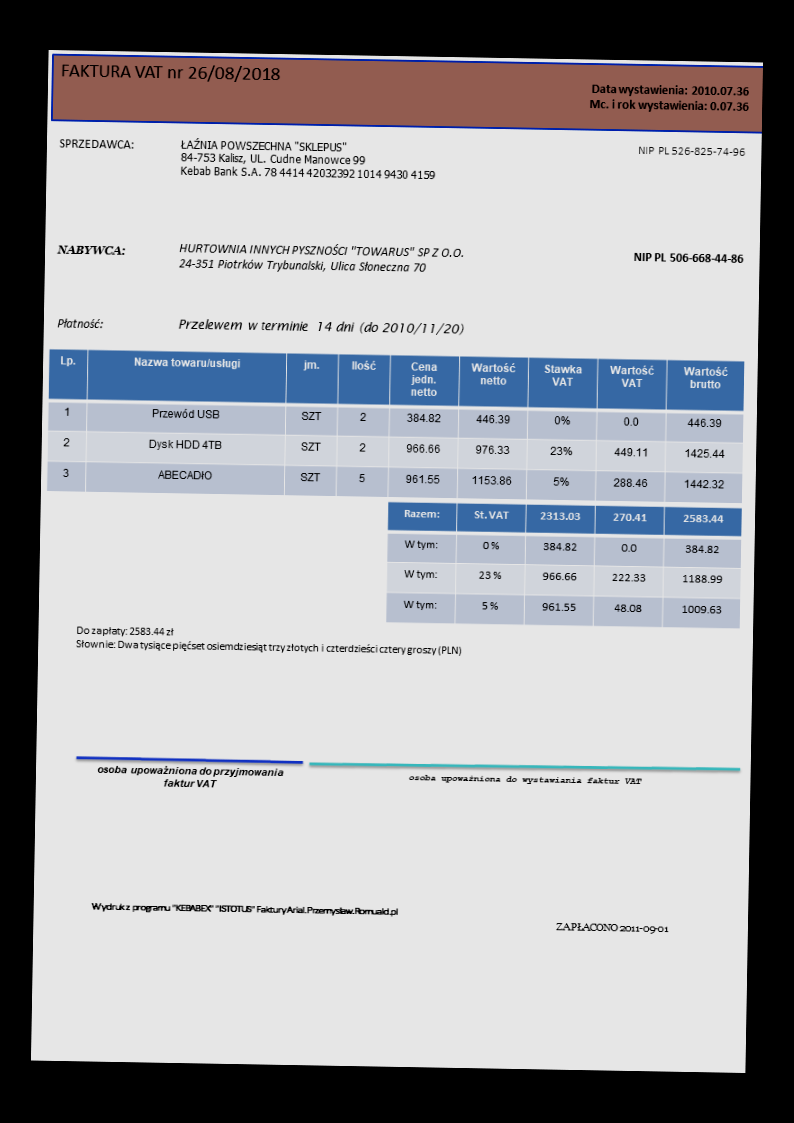 FAKTURA VAT nr 26/08/2018
Data wystawienia: 2010.07.36
Mc. i rok wystawienia: 0.07.36
SPRZEDAWCA:
ŁAŹNIA POWSZECHNA "SKLEPUS"
84-753 Kalisz, UL. Cudne Manowce 99
Kebab Bank S.A. 78 4414 42032392 1014 9430 4159
NIP PL 526-825-74-96
NABYWCA:
HURTOWNIA INNYCH PYSZNOŚCI "TOWARUS" SP Z O.O.
24-351 Piotrków Trybunalski, Ulica Słoneczna 70
NIP PL 506-668-44-86
Płatność: Przelewem w terminie 14 dni (do 2010/11/20)
Lp. Nazwa towaru/usługi jm. Ilość Cena jedn. netto Wartość netto Stawka VAT Wartość VAT Wartość brutto
1 Przewód USB SZT 2 384.82 446.39 0% 0.0 446.39
2 Dysk HDD 4TB SZT 2 966.66 976.33 23% 449.11 1425.44
3 ABECADłO SZT 5 961.55 1153.86 5% 288.46 1442.32
Razem: St. VAT 2313.03 270.41 2583.44
W tym: 0 % 384.82 0.0 384.82
W tym: 23 % 966.66 222.33 1188.99
W tym: 5 % 961.55 48.08 1009.63
Do zapłaty: 2583.44 zł
Słownie: Dwa tysiące pięćset osiemdziesiąt trzy złotych i czterdzieści cztery groszy (PLN)
osoba upoważniona do przyjmowania
faktur VAT
osoba upoważniona do wystawiania faktur VAT
Wydruk z programu "KEBABEX" "ISTOTUS" Faktury.Arial.Przemyslaw.Romuald.pl
ZAPŁACONO 2011-09-01